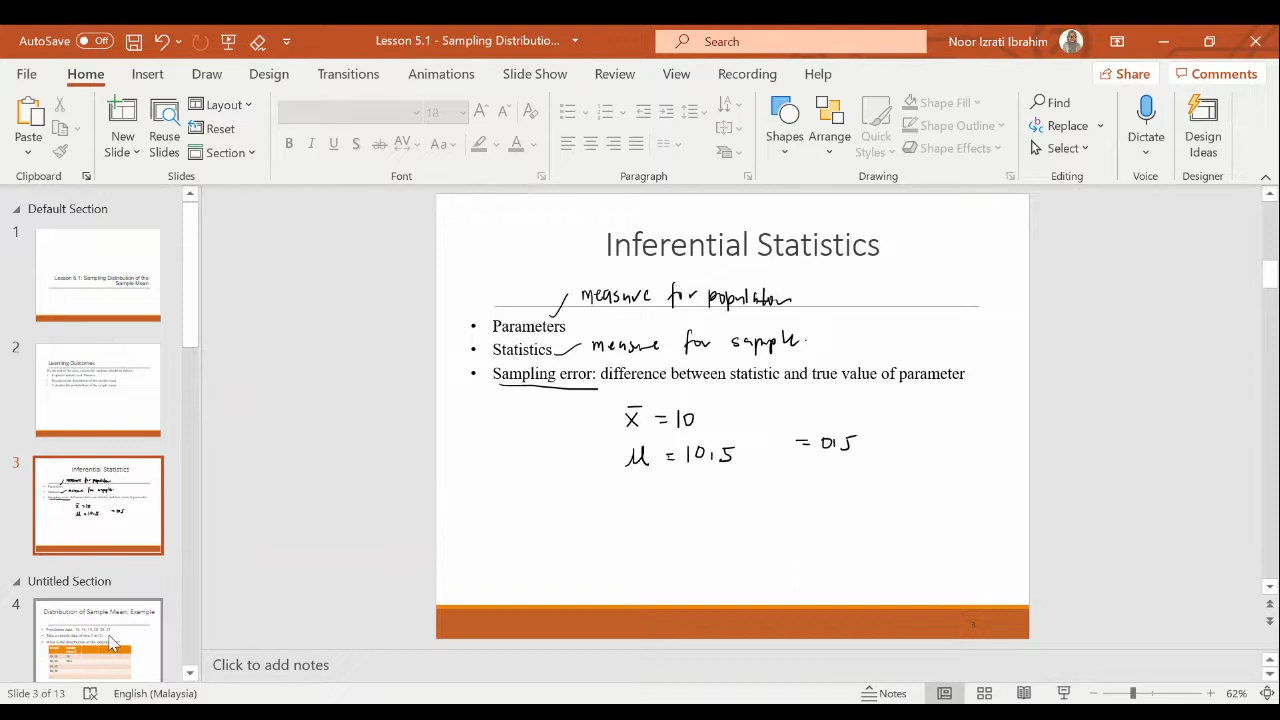 AutoSave Off Lesson 5.1 - Sampling Distributio... Search Noor Izrati Ibrahim
File Home Insert Draw Design Transitions Animations Slide Show Review View Recording Help Share Comments
Paste New Slide Reuse Slides Layout Reset Section
18
B I U S ab AV Aa A
Shapes Arrange Quick Styles Shape Fill Shape Outline Shape Effects
Find Replace Select
Dictate Design Ideas
Clipboard Slides Font Paragraph Drawing Editing Voice Designer
Default Section
1
Lesson 5.1: Sampling Distribution of the
Sample Mean
2
Learning Outcomes
3
Inferential Statistics
Untitled Section
4
Distribution of Sample Mean: Example
Inferential Statistics
measure for population
• Parameters
• Statistics measure for sample.
• Sampling error: difference between statistic and true value of parameter
x̄ = 10
μ = 10.5 = 0.5
Click to add notes
Slide 3 of 13 English (Malaysia) Notes 62%